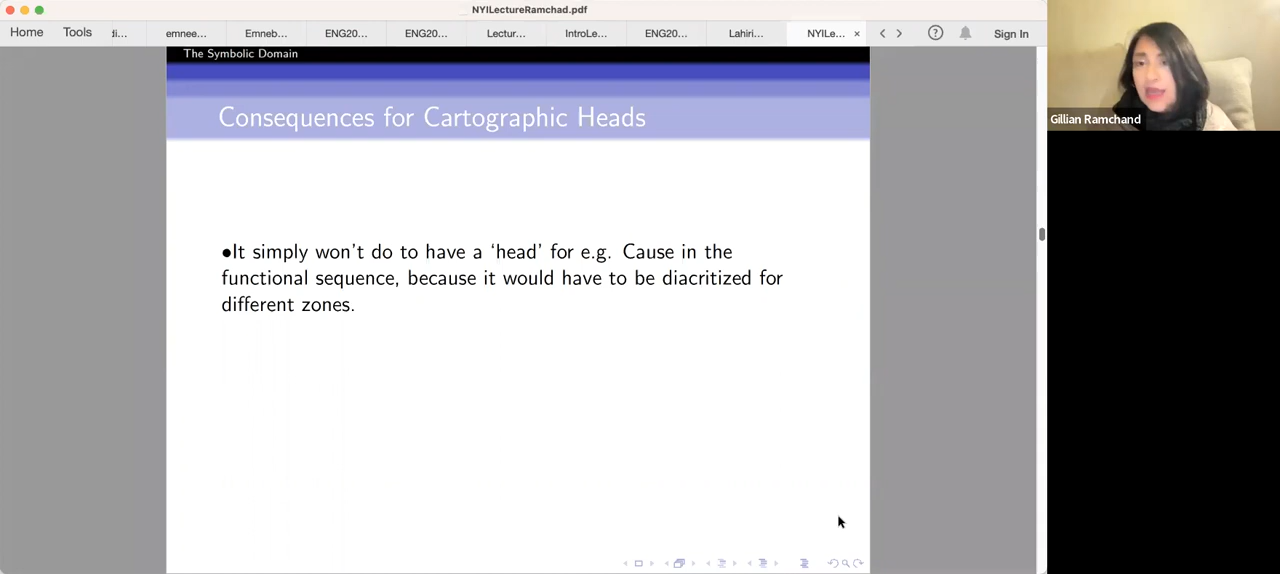 NYILectureRamchad.pdf
Home Tools di... emnee... Emneb... ENG20... ENG20... Lectur... IntroLe... ENG20... Lahiri... NYILe... × Sign In
The Symbolic Domain
Consequences for Cartographic Heads
•It simply won't do to have a ‘head’ for e.g. Cause in the
functional sequence, because it would have to be diacritized for
different zones.
Gillian Ramchand